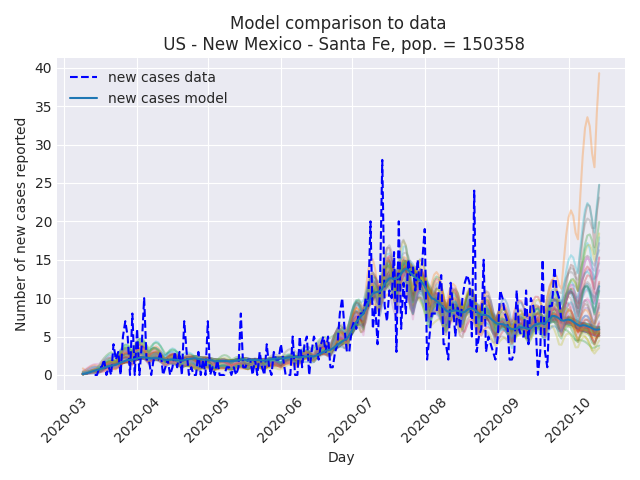 Model comparison to data
US - New Mexico - Santa Fe, pop. = 150358
new cases data
new cases model
Number of new cases reported
40
35
30
25
20
15
10
5
0
2020-03
2020-04
2020-05
2020-06
2020-07
2020-08
2020-09
2020-10
Day